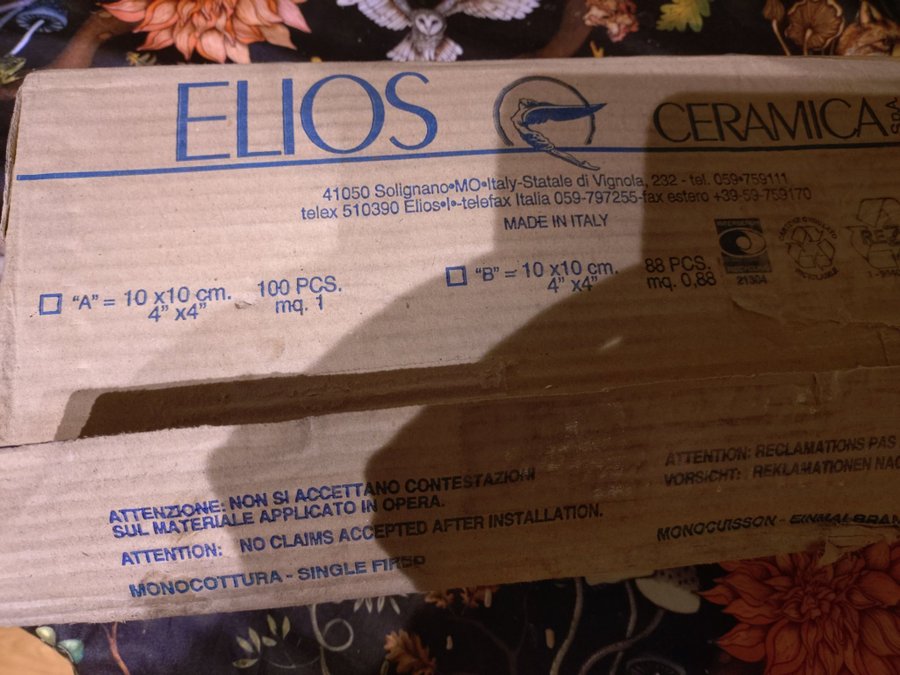 ELIOS CERAMICA S.p.A.
41050 Solignano•MO•Italy-Statale di Vignola, 232 - tel. 059•759111
telex 510390 Elios•I•-telefax Italia 059-797255-fax estero +39-59-759170
MADE IN ITALY
"A" = 10 x10 cm. 100 PCS.
4" x4" mq. 1
"B" = 10 x10 cm. 88 PCS.
4" x4" mq. 0,88
21304
ATTENZIONE: NON SI ACCETTANO CONTESTAZIONI
SUL MATERIALE APPLICATO IN OPERA.
ATTENTION: NO CLAIMS ACCEPTED AFTER INSTALLATION.
MONOCOTTURA - SINGLE FIRED
ATTENTION: RECLAMATIONS PAS
VORSICHT: REKLAMATIONEN NAC
MONOCUISSON - EINMALBRAN